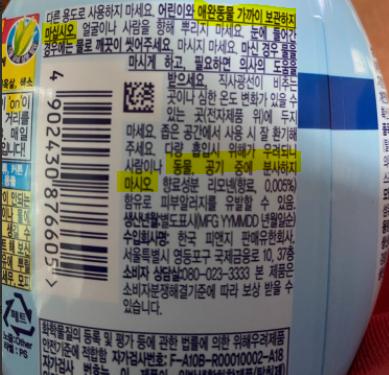 다른 용도로 사용하지 마세요. 어린이와 애완동물 가까이 보관하지
마십시오. 얼굴이나 사람을 향해 뿌리지 마세요. 눈에 들어간
경우에는 물로 깨끗이 씻어주세요. 마시지 마세요. 마신 경우 물을
마시게 하고, 필요하면 의사의 도움을
받으세요. 직사광선이 비추는
곳이나 심한 온도 변화가 있을 수
있는 곳(전자제품 위)에 두지
마세요. 좁은 공간에서 사용 시 잘 환기해
주세요. 다량 흡입시 위해가 우려되니
사람이나 동물, 공기 중에 분사하지
마시오. 향료성분 리모넨(향료, 0.005%)
함유로 피부알러지를 유발할 수 있음.
생산년월:별도표시(MFG YYMMDD 년월일순)
수입회사명: 한국 피앤지 판매유한회사,
서울특별시 영등포구 국제금융로 10, 37층
소비자 상담실:080-023-3333 본 제품은
소비자분쟁해결기준에 따라 보상 받을 수
있습니다.
4902430876605
화학물질의 등록 및 평가 등에 관한 법률에 의한 위해우려제품
안전기준에 적합함 자가검사번호: F-A10B-R00010002-A18
자가검사 번호는
페트
노즐:Other
PS